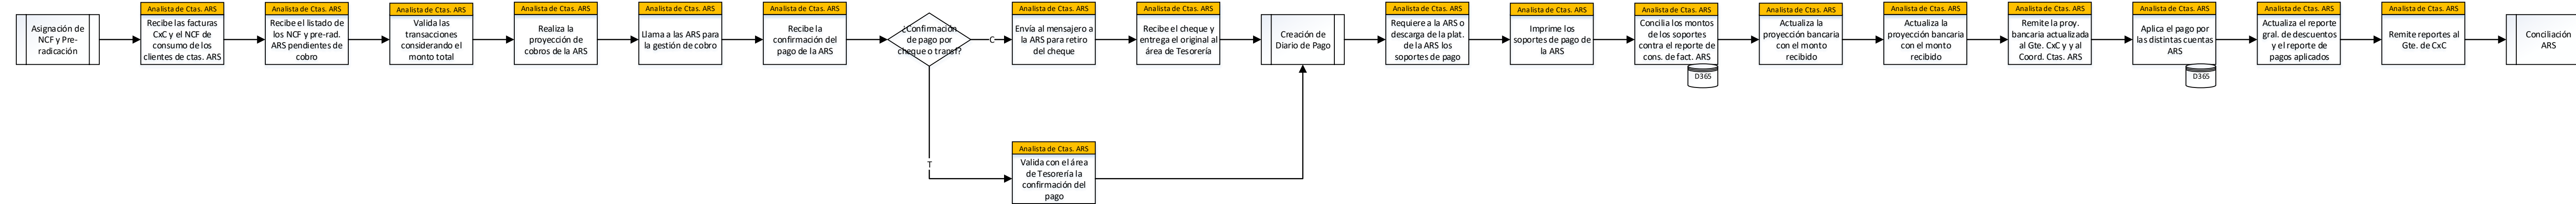 Asignación de
NCF y Pre-
radicación
Analista de Ctas. ARS
Recibe las facturas
CxC y el NCF de
consumo de los
clientes de ctas. ARS
Analista de Ctas. ARS
Recibe el listado de
los NCF y pre-rad.
ARS pendientes de
cobro
Analista de Ctas. ARS
Valida las
transacciones
considerando el
monto total
Analista de Ctas. ARS
Realiza la
proyección de
cobros de la ARS
Analista de Ctas. ARS
Llama a las ARS para
la gestión de cobro
Analista de Ctas. ARS
Recibe la
confirmación del
pago de la ARS
¿Confirmación
de pago por
cheque o transf?
C
Analista de Ctas. ARS
Envía al mensajero a
la ARS para retiro
del cheque
Analista de Ctas. ARS
Recibe el cheque y
entrega el original al
área de Tesorería
Creación de
Diario de Pago
Analista de Ctas. ARS
Requiere a la ARS o
descarga de la plat.
de la ARS los
soportes de pago
Analista de Ctas. ARS
Imprime los
soportes de pago de
la ARS
Analista de Ctas. ARS
Concilia los montos
de los soportes
contra el reporte de
cons. de fact. ARS
D365
Analista de Ctas. ARS
Actualiza la
proyección bancaria
con el monto
recibido
Analista de Ctas. ARS
Actualiza la
proyección bancaria
con el monto
recibido
Analista de Ctas. ARS
Remite la proy.
bancaria actualizada
al Gte. CxC y y al
Coord. Ctas. ARS
Analista de Ctas. ARS
Aplica el pago por
las distintas cuentas
ARS
D365
Analista de Ctas. ARS
Actualiza el reporte
gral. de descuentos
y el reporte de
pagos aplicados
Analista de Ctas. ARS
Remite reportes al
Gte. de CxC
Conciliación
ARS
T
Analista de Ctas. ARS
Valida con el área
de Tesorería la
confirmación del
pago